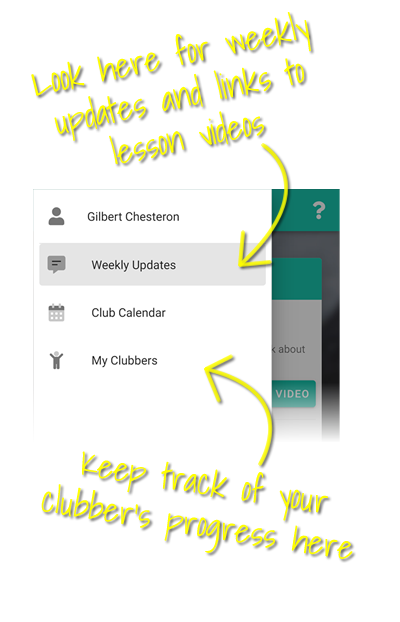 Look here for weekly
updates and links to
lesson videos
?
Gilbert Chesteron
Weekly Updates
Club Calendar
about
My Clubbers
VIDEO
Keep track of your
clubber's progress here